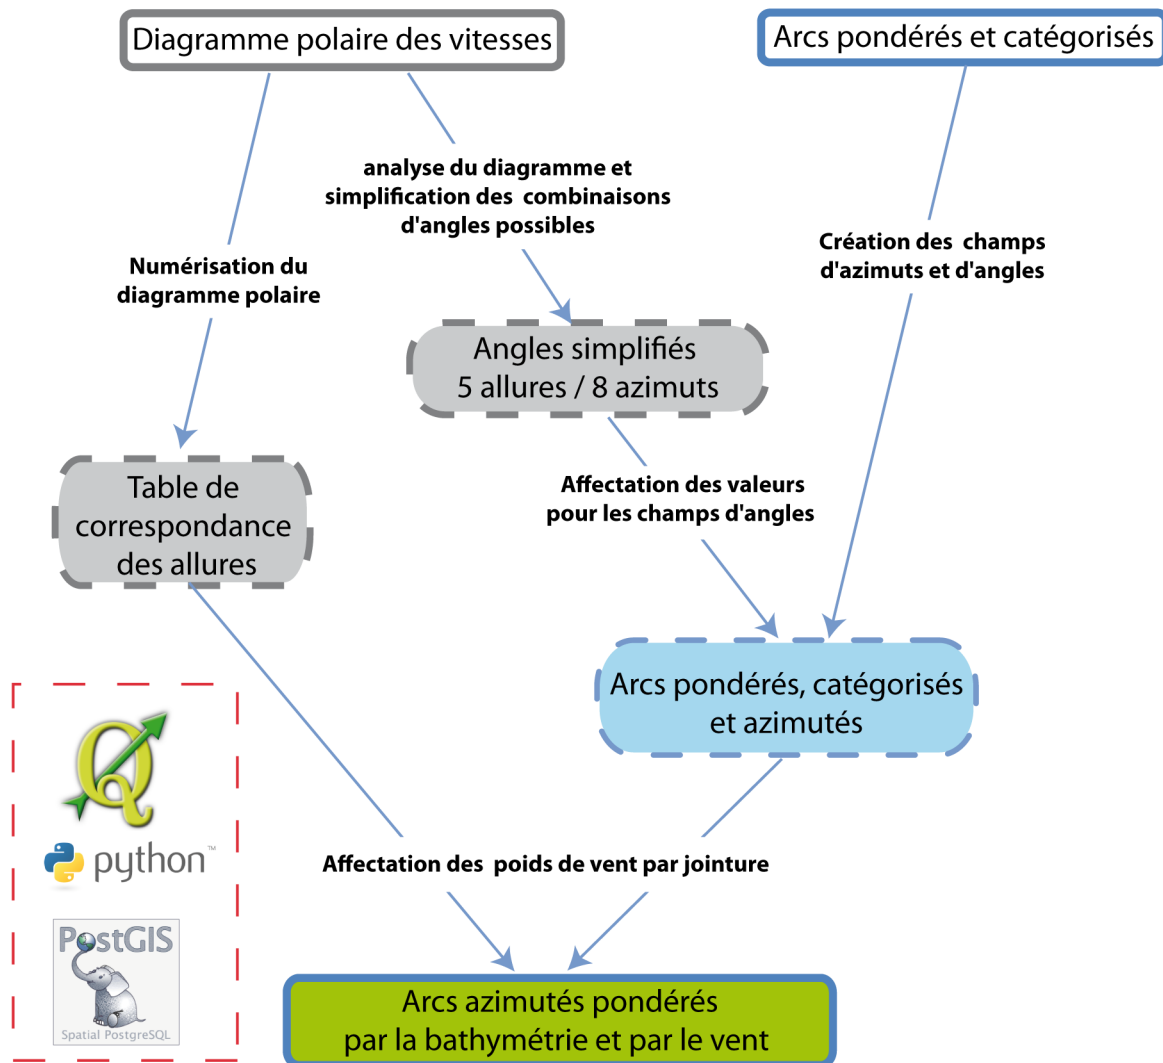 Diagramme polaire des vitesses
Arcs pondérés et catégorisés
analyse du diagramme et
simplification des combinaisons
d'angles possibles
Numérisation du
diagramme polaire
Création des champs
d'azimuts et d'angles
Angles simplifiés
5 allures / 8 azimuts
Table de
correspondance
des allures
Affectation des valeurs
pour les champs d'angles
Arcs pondérés, catégorisés
et azimutés
python™
Affectation des poids de vent par jointure
PostGIS
Spatial PostgreSQL
Arcs azimutés pondérés
par la bathymétrie et par le vent